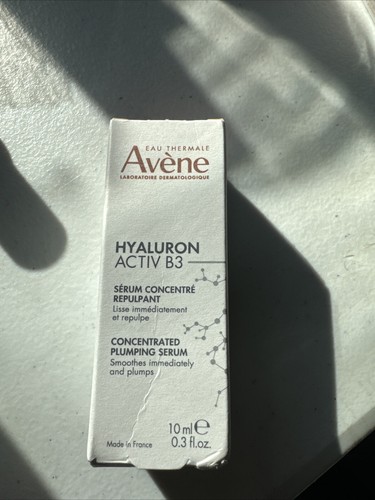 EAU THERMALE
Avène
LABORATOIRE DERMATOLOGIQUE
HYALURON
ACTIV B3
SÉRUM CONCENTRÉ
REPULPANT
Lisse immédiatement
et repulpe
CONCENTRATED
PLUMPING SERUM
Smoothes immediately
and plumps
10 ml ℮
Made in France
0.3 fl.oz.